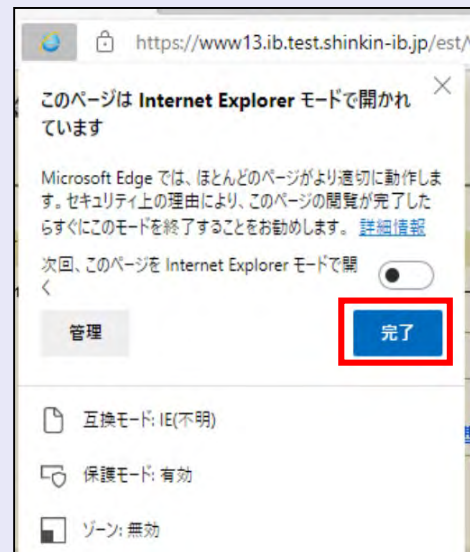 https://www13.ib.test.shinkin-ib.jp/est/
このページは Internet Explorer モードで開かれ
ています
Microsoft Edge では、ほとんどのページがより適切に動作しま
す。セキュリティ上の理由により、このページの閲覧が完了した
らすぐにこのモードを終了することをお勧めします。 詳細情報
次回、このページを Internet Explorer モードで開
く
管理
完了
互換モード: IE(不明)
保護モード: 有効
ゾーン: 無効